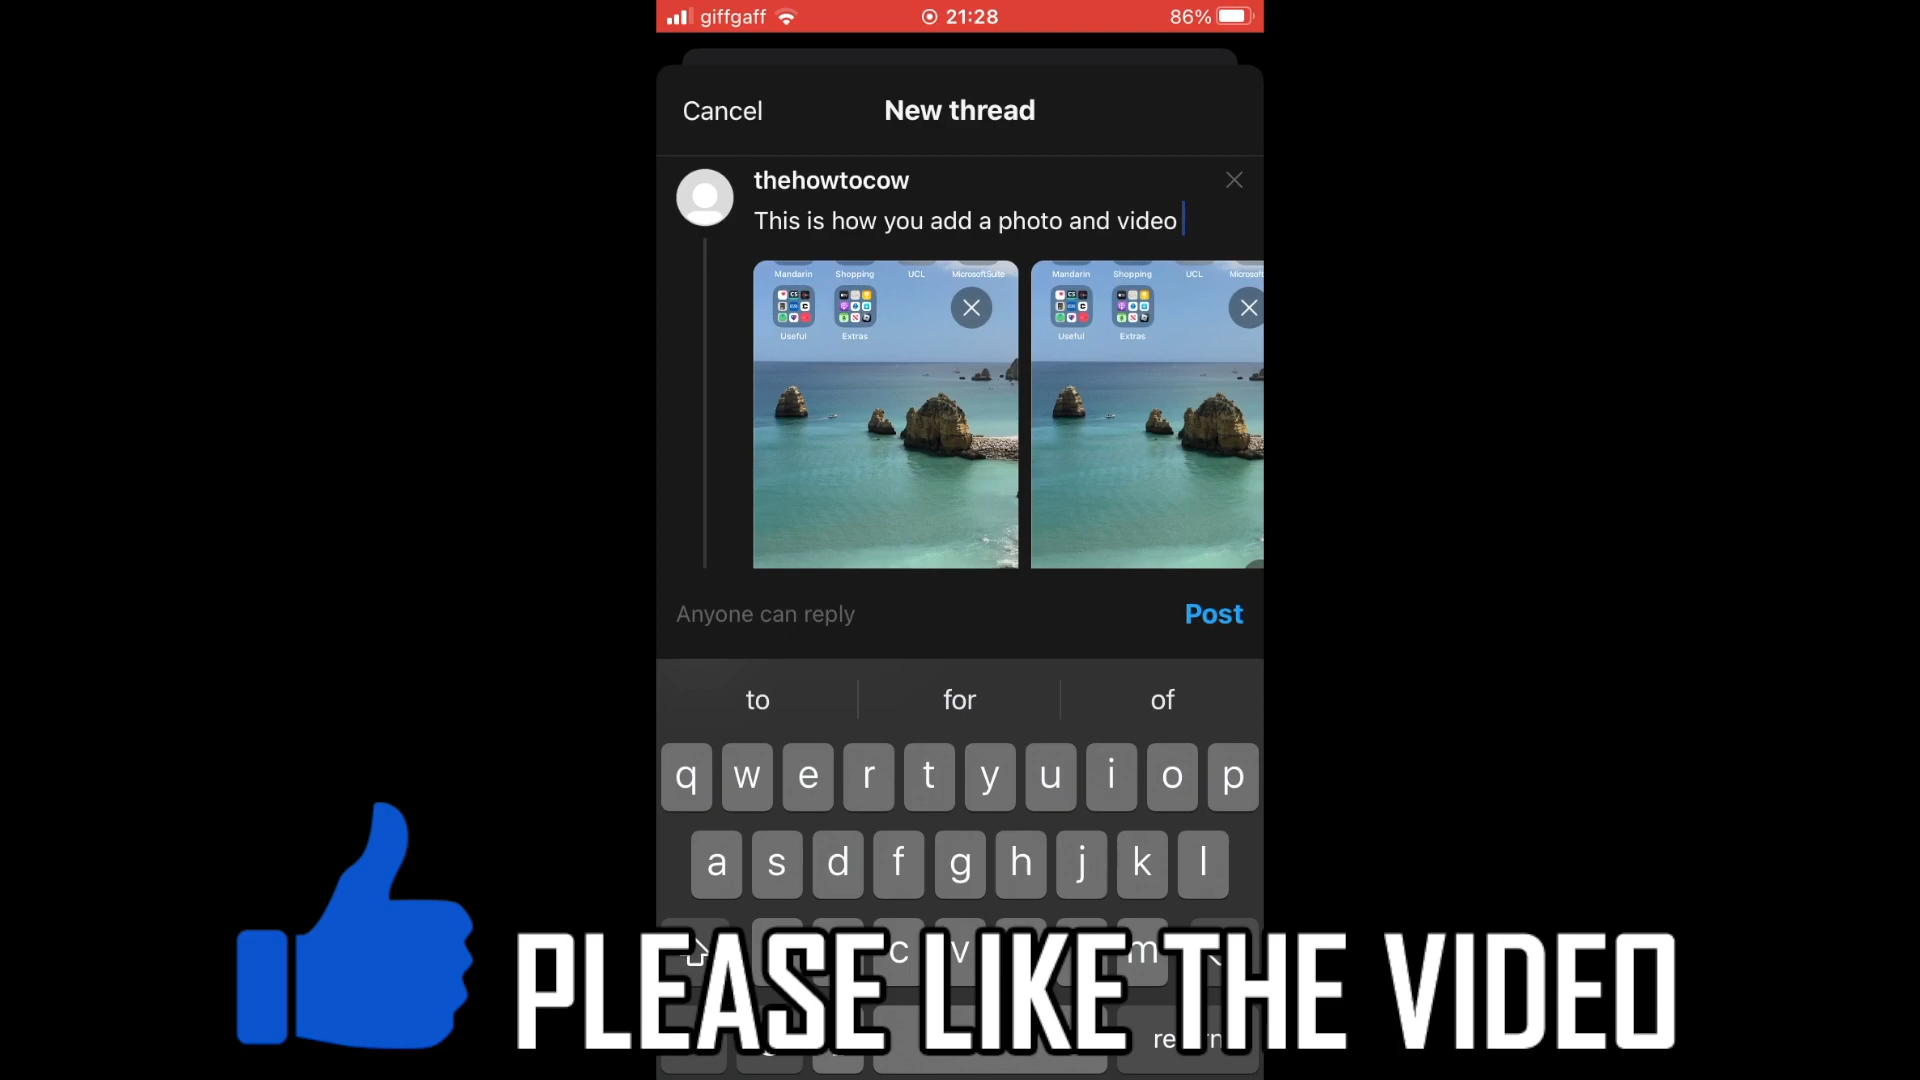 giffgaff 21:28 86%
Cancel New thread
thehowtocow
This is how you add a photo and video
Mandarin Shopping UCL MicrosoftSuite Mandarin Shopping UCL
Useful Extras Useful Extras
Anyone can reply Post
to for of
q w e r t y u i o p
a s d f g h j k l
c v m
PLEASE LIKE THE VIDEO